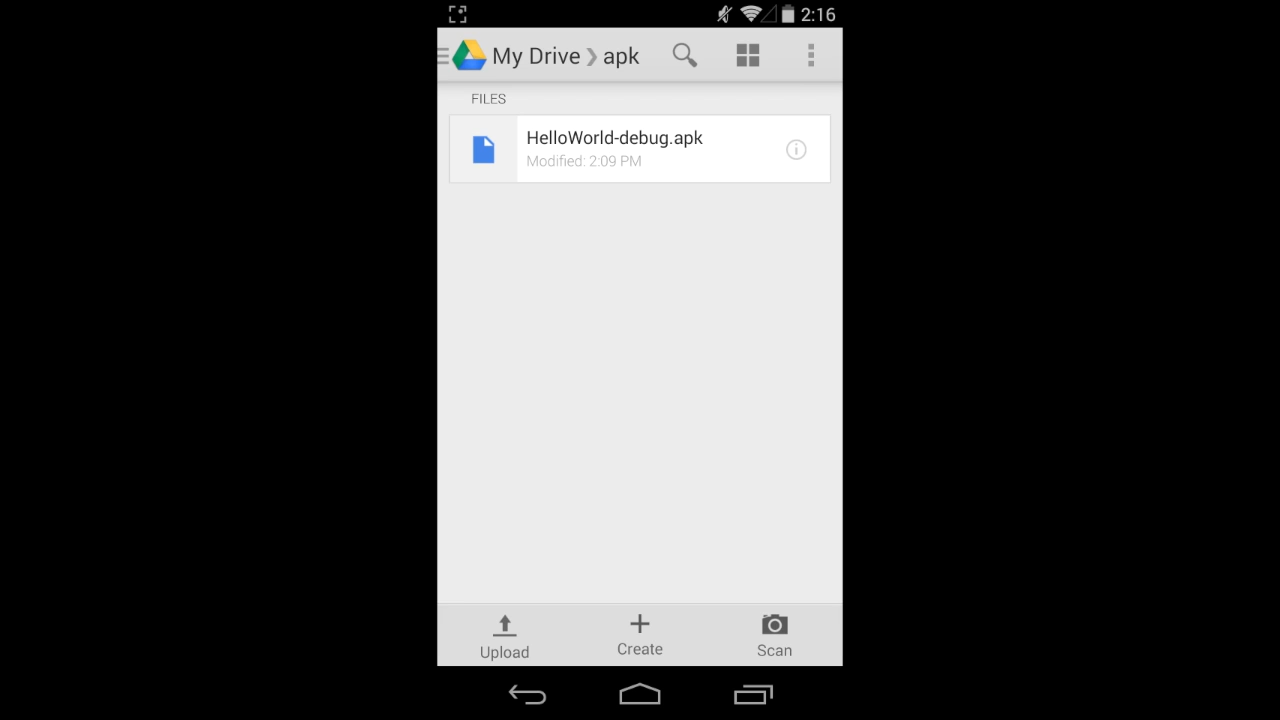 2:16
My Drive ❯ apk
FILES
HelloWorld-debug.apk
Modified: 2:09 PM
Upload
Create
Scan